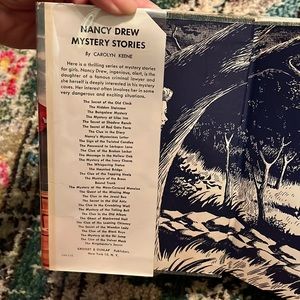 NANCY DREW
MYSTERY STORIES
By CAROLYN KEENE
Here is a thrilling series of mystery stories
for girls. Nancy Drew, ingenious, alert, is the
daughter of a famous criminal lawyer and
she herself is deeply interested in his mystery
cases. Her interest often involves her in some
very dangerous and exciting situations.
The Secret of the Old Clock
The Hidden Staircase
The Bungalow Mystery
The Mystery at Lilac Inn
The Secret at Shadow Ranch
The Secret of Red Gate Farm
The Clue in the Diary
Nancy's Mysterious Letter
The Sign of the Twisted Candles
The Password to Larkspur Lane
The Clue of the Broken Locket
The Message in the Hollow Oak
The Mystery of the Ivory Charm
The Whispering Statue
The Haunted Bridge
The Clue of the Tapping Heels
The Mystery of the Brass
Bound Trunk
The Mystery of the Moss-Covered Mansion
The Quest of the Missing Map
The Clue in the Jewel Box
The Secret in the Old Attic
The Clue in the Crumbling Wall
The Mystery of the Tolling Bell
The Clue in the Old Album
The Ghost of Blackwood Hall
The Clue of the Leaning Chimney
The Secret of the Wooden Lady
The Clue of the Black Keys
The Mystery at the Ski Jump
The Clue of the Velvet Mask
The Ringmaster's Secret
GROSSET & DUNLAP Publishers
New York 10, N. Y.